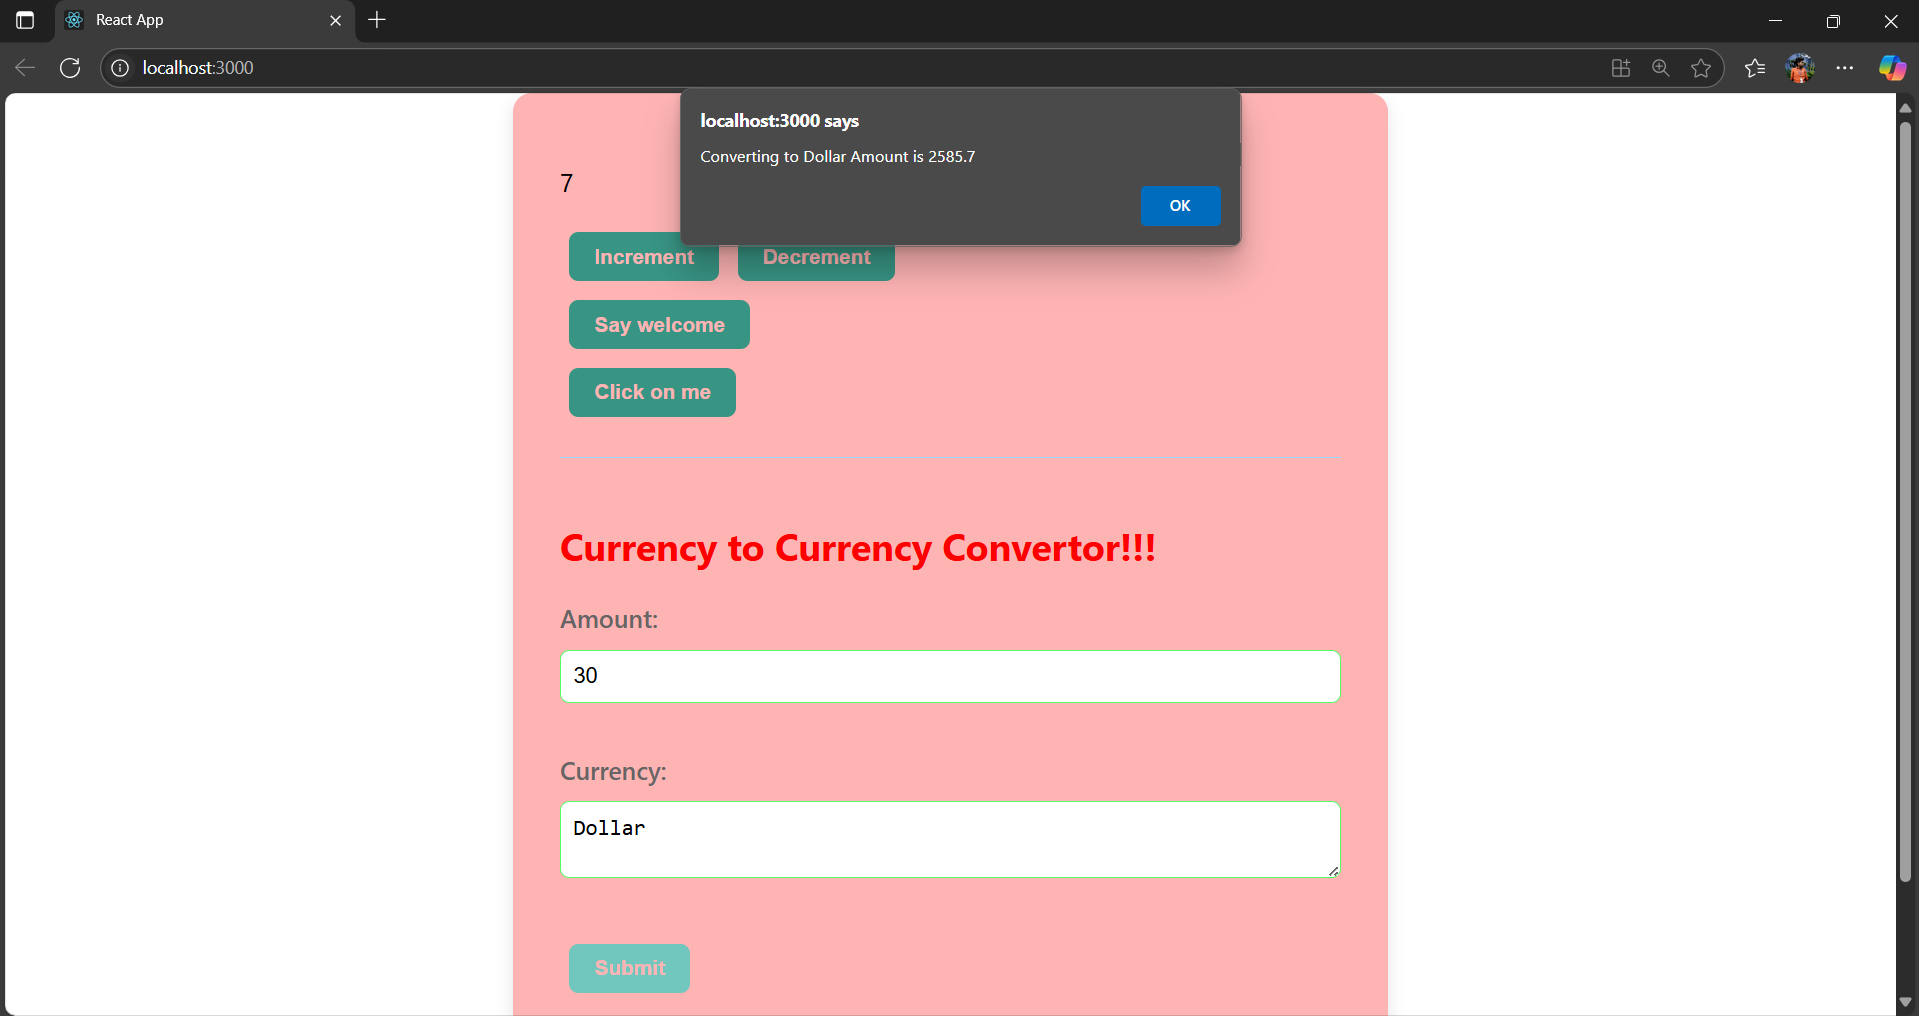 React App
localhost:3000
localhost:3000 says
Converting to Dollar Amount is 2585.7
OK
7
Increment Decrement
Say welcome
Click on me
Currency to Currency Convertor!!!
Amount:
30
Currency:
Dollar
Submit